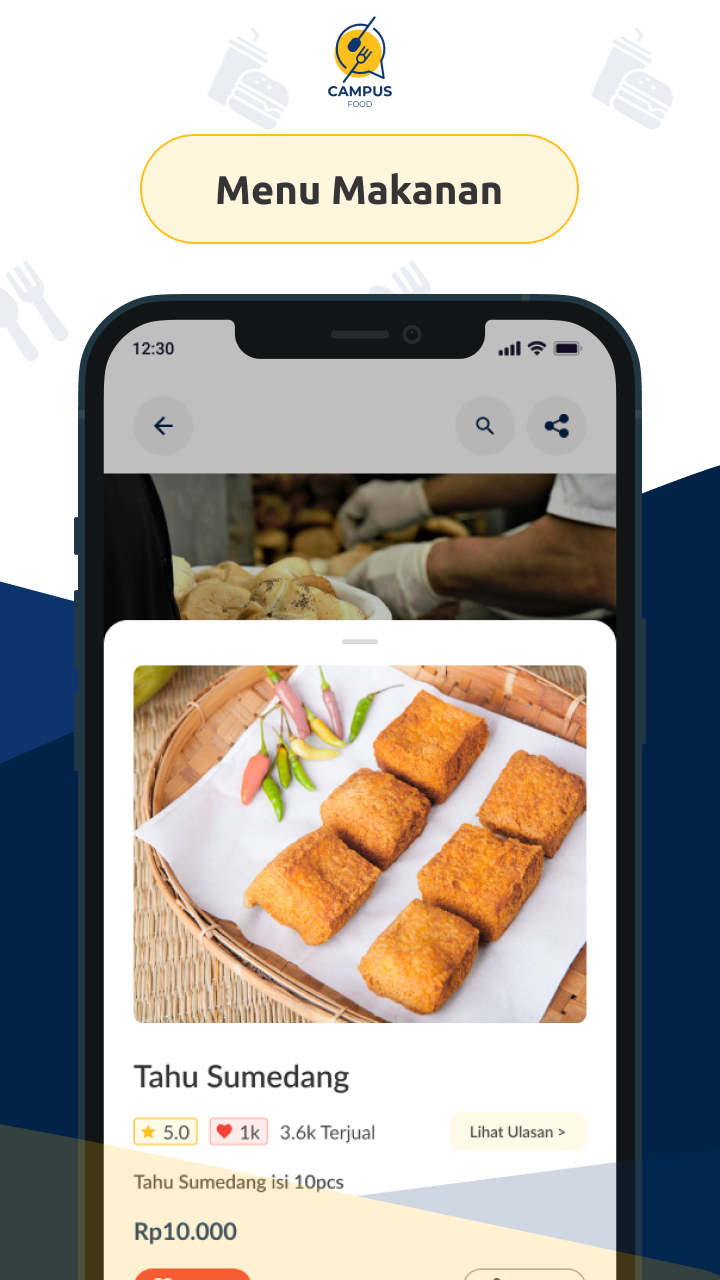 CAMPUS
FOOD
Menu Makanan
12:30
Tahu Sumedang
5.0 1k 3.6k Terjual Lihat Ulasan >
Tahu Sumedang isi 10pcs
Rp10.000